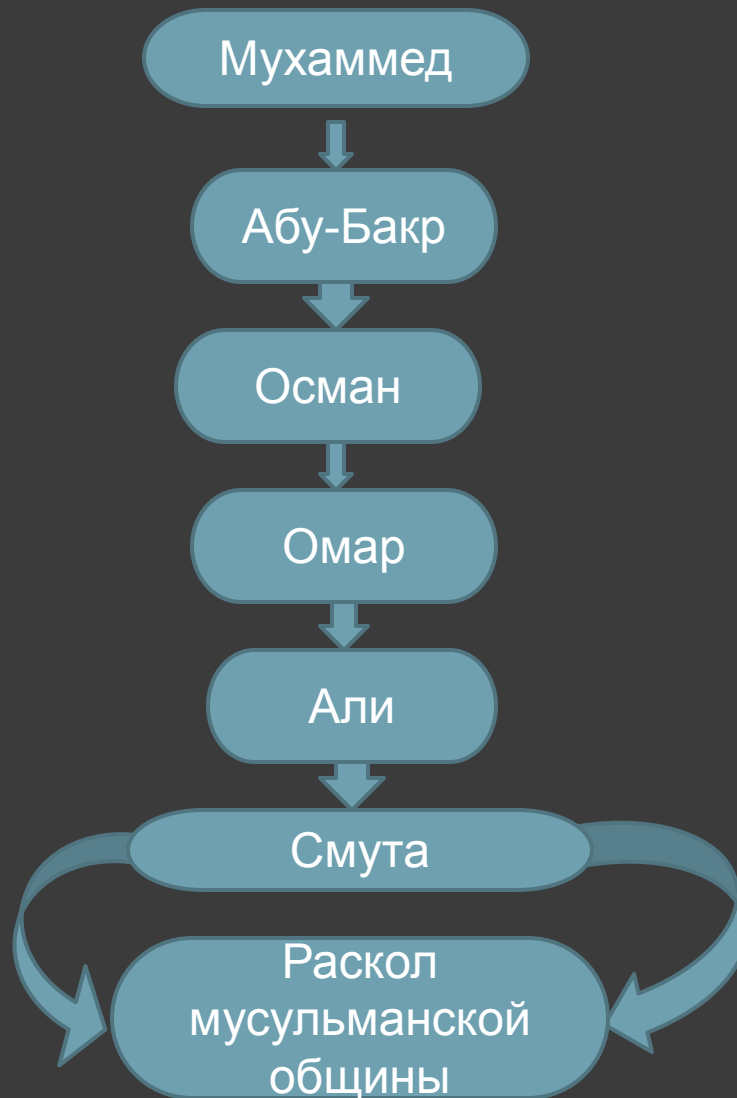 Мухаммед
Абу-Бакр
Осман
Омар
Али
Смута
Раскол
мусульманской
общины